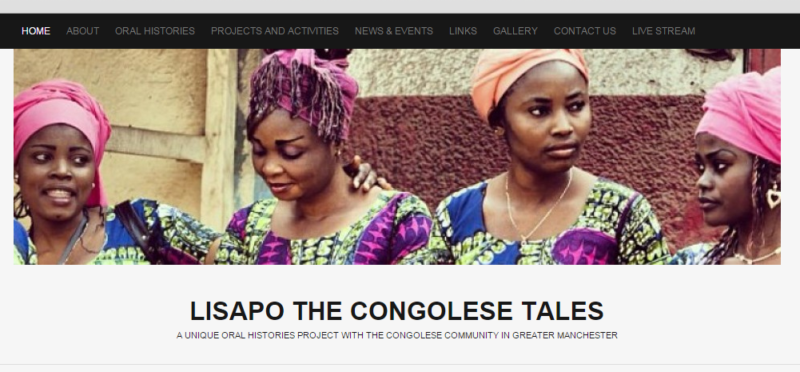 HOME ABOUT ORAL HISTORIES PROJECTS AND ACTIVITIES NEWS & EVENTS LINKS GALLERY CONTACT US LIVE STREAM
LISAPO THE CONGOLESE TALES
A UNIQUE ORAL HISTORIES PROJECT WITH THE CONGOLESE COMMUNITY IN GREATER MANCHESTER